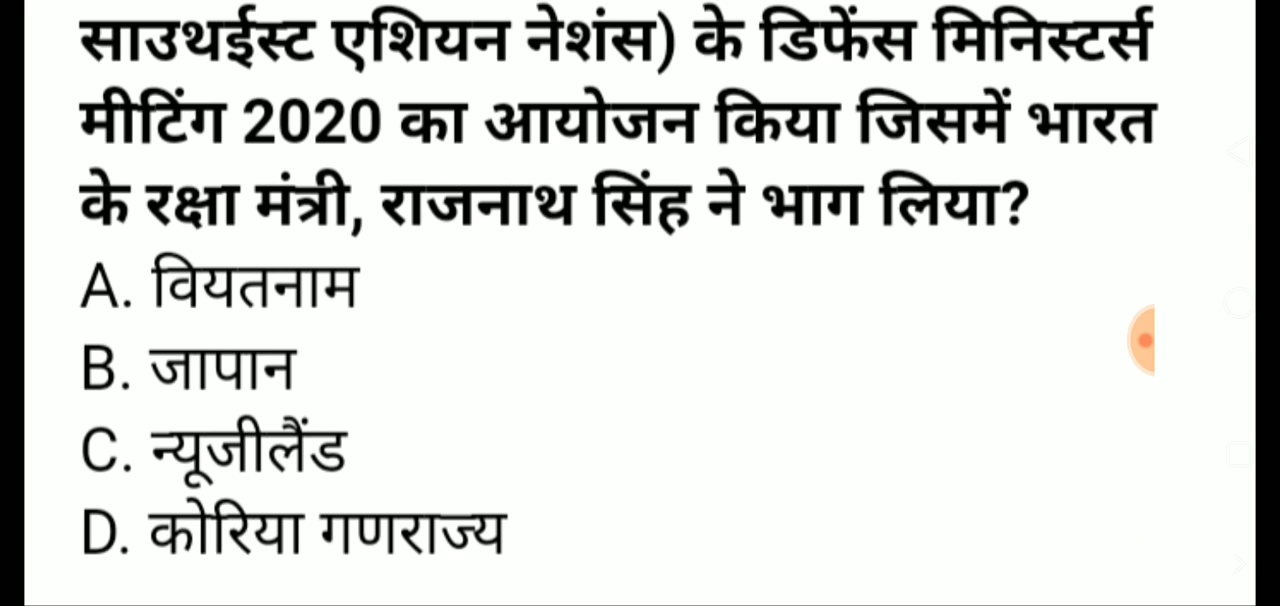 साउथईस्ट एशियन नेशंस) के डिफेंस मिनिस्टर्स
मीटिंग 2020 का आयोजन किया जिसमें भारत
के रक्षा मंत्री, राजनाथ सिंह ने भाग लिया?
A. वियतनाम
B. जापान
C. न्यूजीलैंड
D. कोरिया गणराज्य